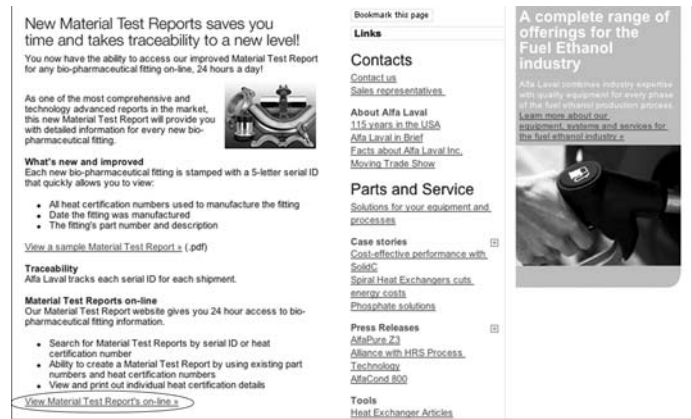 New Material Test Reports saves you
time and takes traceability to a new level!
You now have the ability to access our improved Material Test Report
for any bio-pharmaceutical fitting on-line, 24 hours a day!
As one of the most comprehensive and
technology advanced reports in the market,
this new Material Test Report will provide you
with detailed information for every new bio-
pharmaceutical fitting.
What's new and improved
Each new bio-pharmaceutical fitting is stamped with a 5-letter serial ID
that quickly allows you to view:
• All heat certification numbers used to manufacture the fitting
• Date the fitting was manufactured
• The fitting's part number and description
View a sample Material Test Report » (.pdf)
Traceability
Alfa Laval tracks each serial ID for each shipment.
Material Test Reports on-line
Our Material Test Report website gives you 24 hour access to bio-
pharmaceutical fitting information.
• Search for Material Test Reports by serial ID or heat
certification number
• Ability to create a Material Test Report by using existing part
numbers and heat certification numbers
• View and print out individual heat certification details
View Material Test Report's on-line »
Bookmark this page
Links
Contacts
Contact us
Sales representatives
About Alfa Laval
115 years in the USA
Alfa Laval in Brief
Facts about Alfa Laval Inc.
Moving Trade Show
Parts and Service
Solutions for your equipment and
processes
Case stories
Cost-effective performance with
SolidC
Spiral Heat Exchangers cuts
energy costs
Phosphate solutions
Press Releases
AlfaPure Z3
Alliance with HRS Process
Technology
AlfaCond 800
Tools
Heat Exchanger Articles
A complete range of
offerings for the
Fuel Ethanol
industry
Alfa Laval combines industry expertise
with quality equipment for every phase
of the fuel ethanol production process.
Learn more about our
equipment, systems and services for
the fuel ethanol industry »